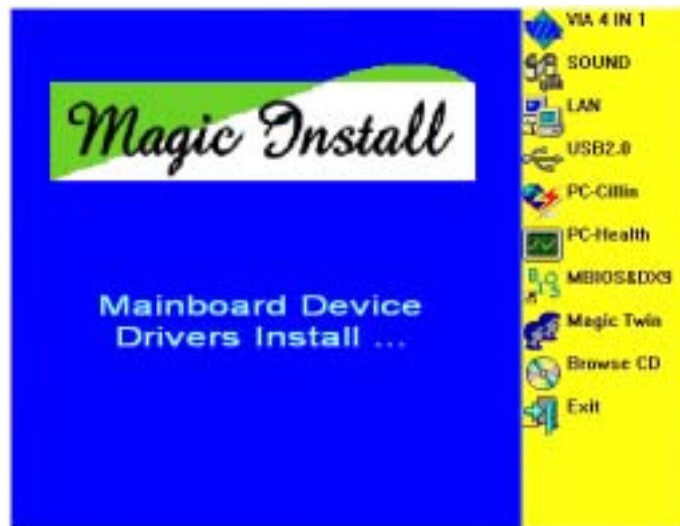 Magic Install
Mainboard Device
Drivers Install ...
VIA 4 IN 1
SOUND
LAN
USB2.0
PC-Cillin
PC-Health
MBIOS&DX9
Magic Twin
Browse CD
Exit